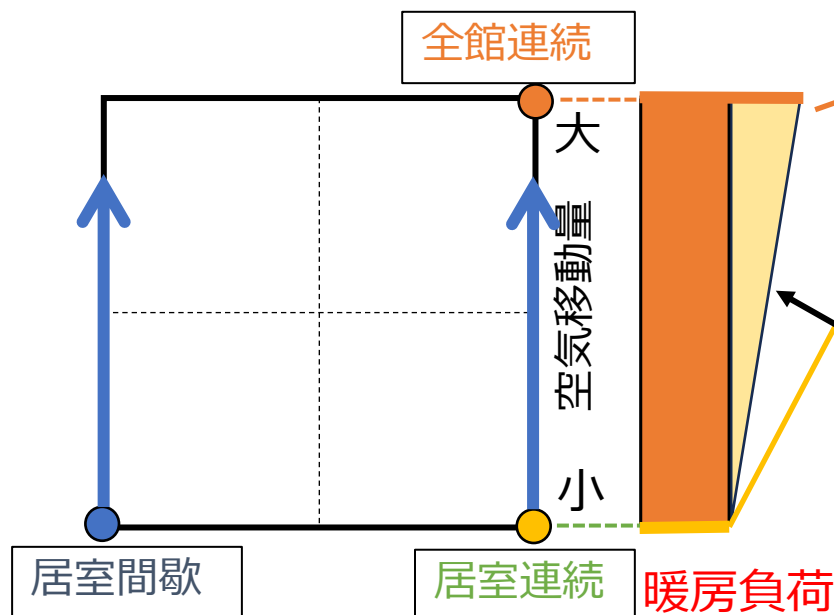 全館連続
大
空気移動量
小
居室間歇
居室連続
暖房負荷